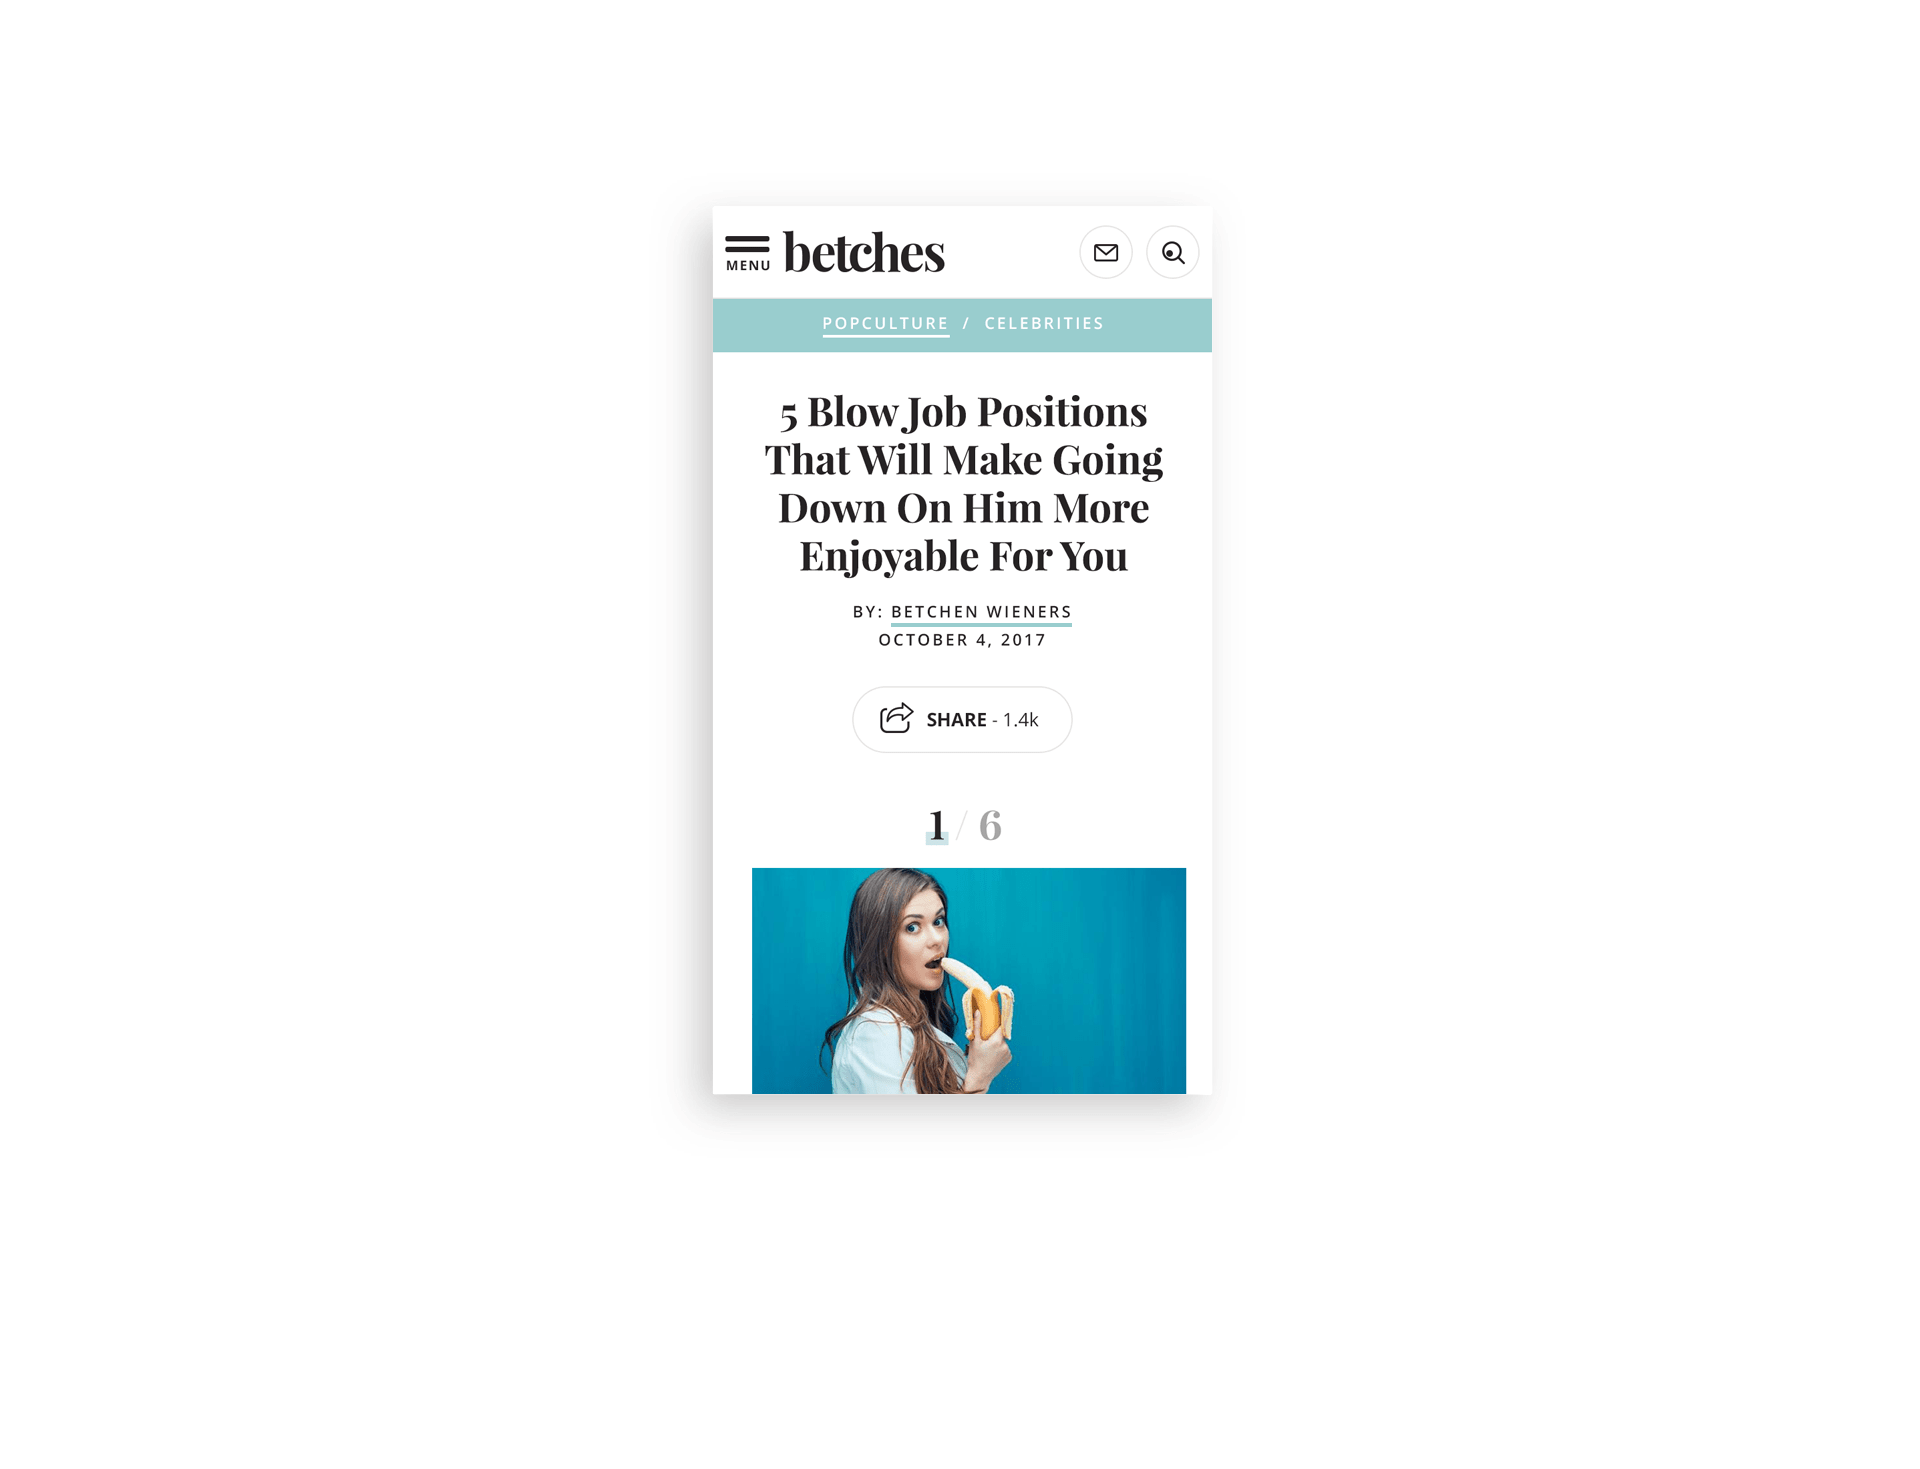 MENU betches
POPCULTURE / CELEBRITIES
5 Blow Job Positions
That Will Make Going
Down On Him More
Enjoyable For You
BY: BETCHEN WIENERS
OCTOBER 4, 2017
SHARE - 1.4k
1 / 6